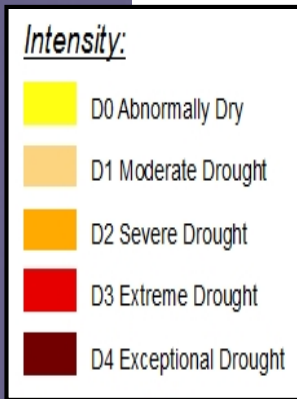 Intensity:
D0 Abnormally Dry
D1 Moderate Drought
D2 Severe Drought
D3 Extreme Drought
D4 Exceptional Drought